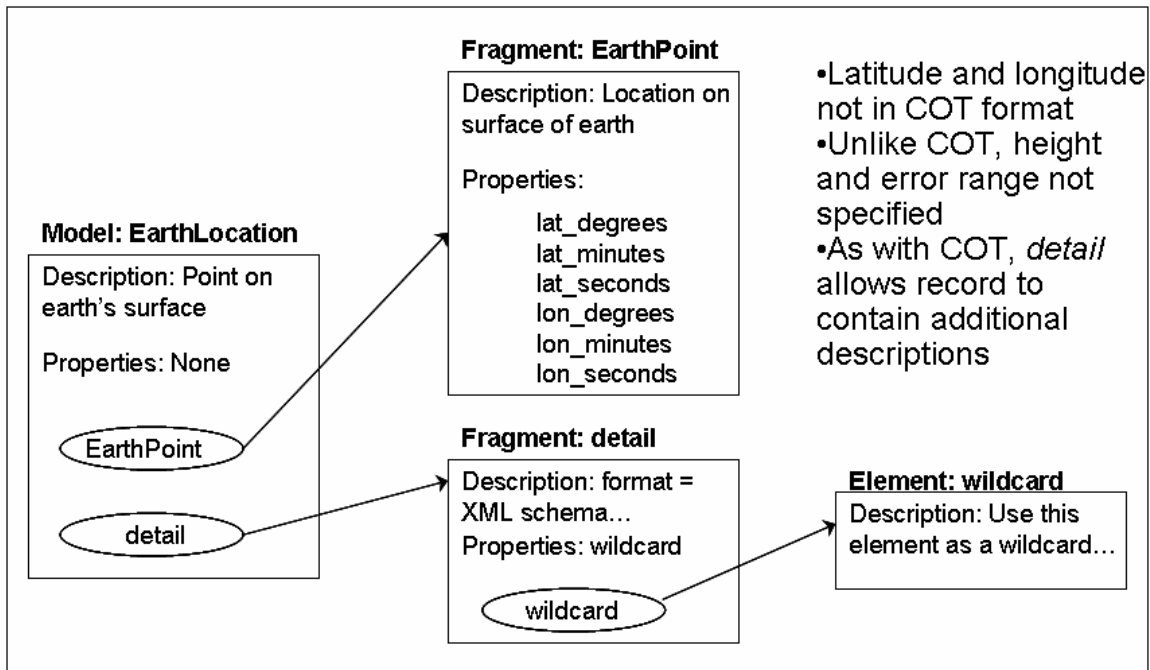 Model: EarthLocation
Description: Point on
earth's surface
Properties: None
EarthPoint
detail
Fragment: EarthPoint
Description: Location on
surface of earth
Properties:
lat_degrees
lat_minutes
lat_seconds
lon_degrees
lon_minutes
lon_seconds
Fragment: detail
Description: format =
XML schema…
Properties: wildcard
wildcard
Element: wildcard
Description: Use this
element as a wildcard…
•Latitude and longitude
not in COT format
•Unlike COT, height
and error range not
specified
•As with COT, detail
allows record to
contain additional
descriptions